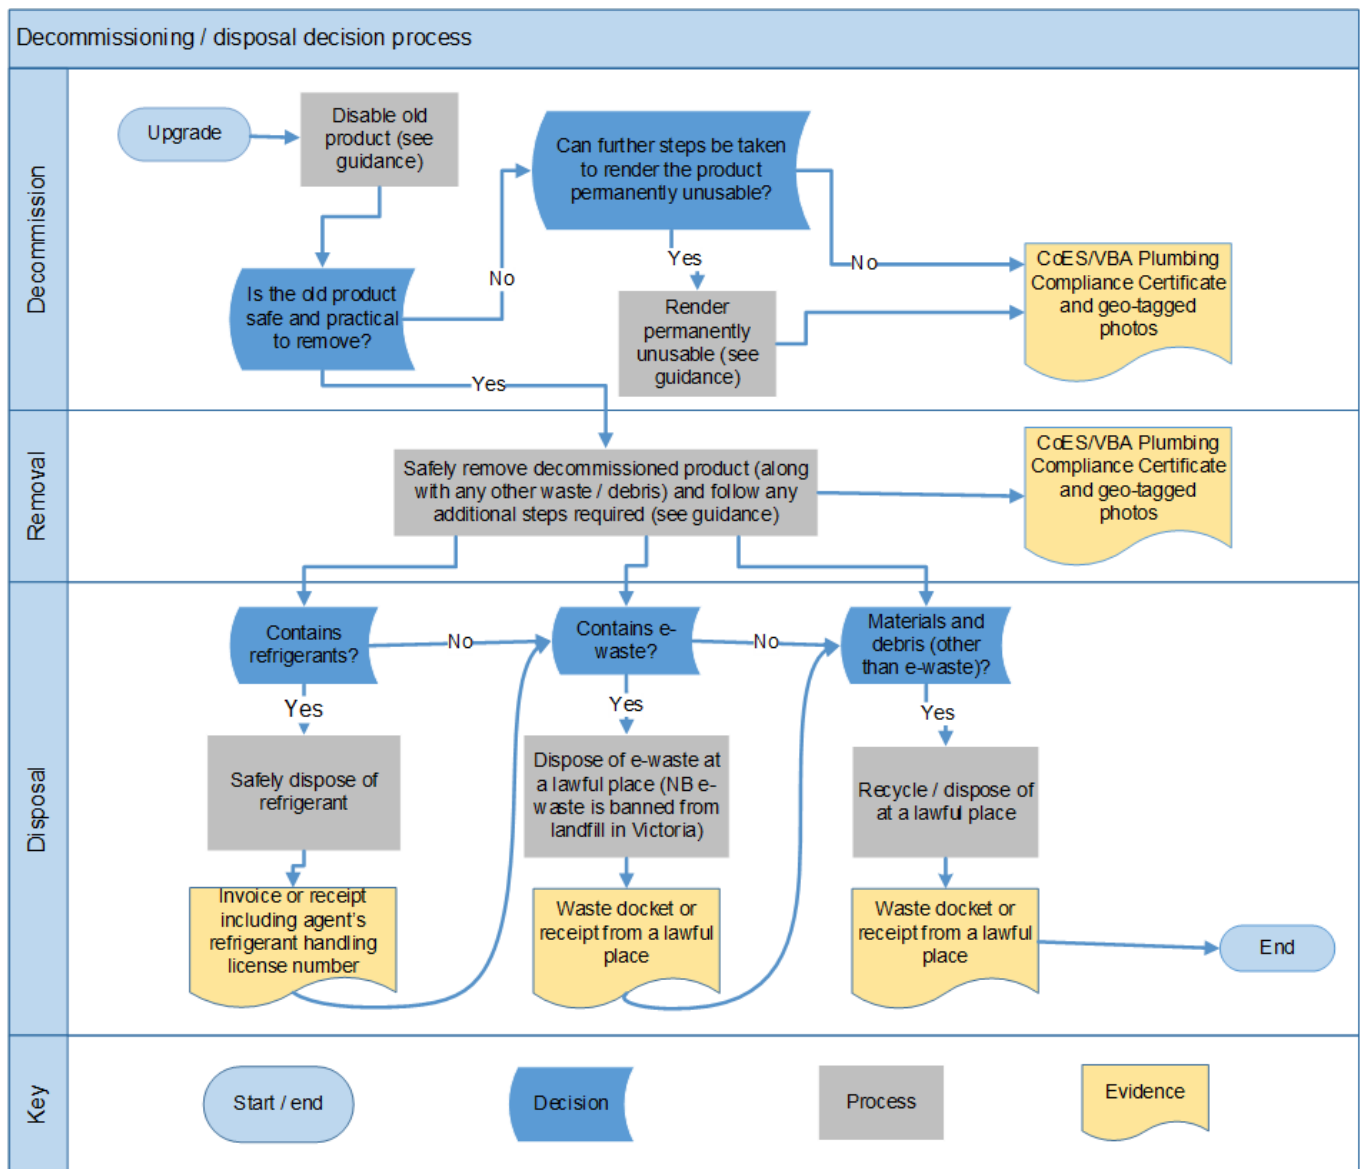 Decommissioning / disposal decision process
Decommission
Upgrade
Disable old
product (see
guidance)
Can further steps be taken
to render the product
permanently unusable?
Is the old product
safe and practical
to remove?
No
Yes
No
Render
permanently
unusable (see
guidance)
CoES/VBA Plumbing
Compliance Certificate
and geo-tagged
photos
Yes
Removal
Safely remove decommissioned product (along
with any other waste / debris) and follow any
additional steps required (see guidance)
CoES/VBA Plumbing
Compliance Certificate
and geo-tagged
photos
Disposal
Contains
refrigerants?
No
Contains e-
waste?
No
Materials and
debris (other
than e-waste)?
Yes
Yes
Yes
Safely dispose of
refrigerant
Dispose of e-waste at
a lawful place (NB e-
waste is banned from
landfill in Victoria)
Recycle / dispose of
at a lawful place
Invoice or receipt
including agent's
refrigerant handling
license number
Waste docket or
receipt from a lawful
place
Waste docket or
receipt from a lawful
place
End
Key
Start / end
Decision
Process
Evidence